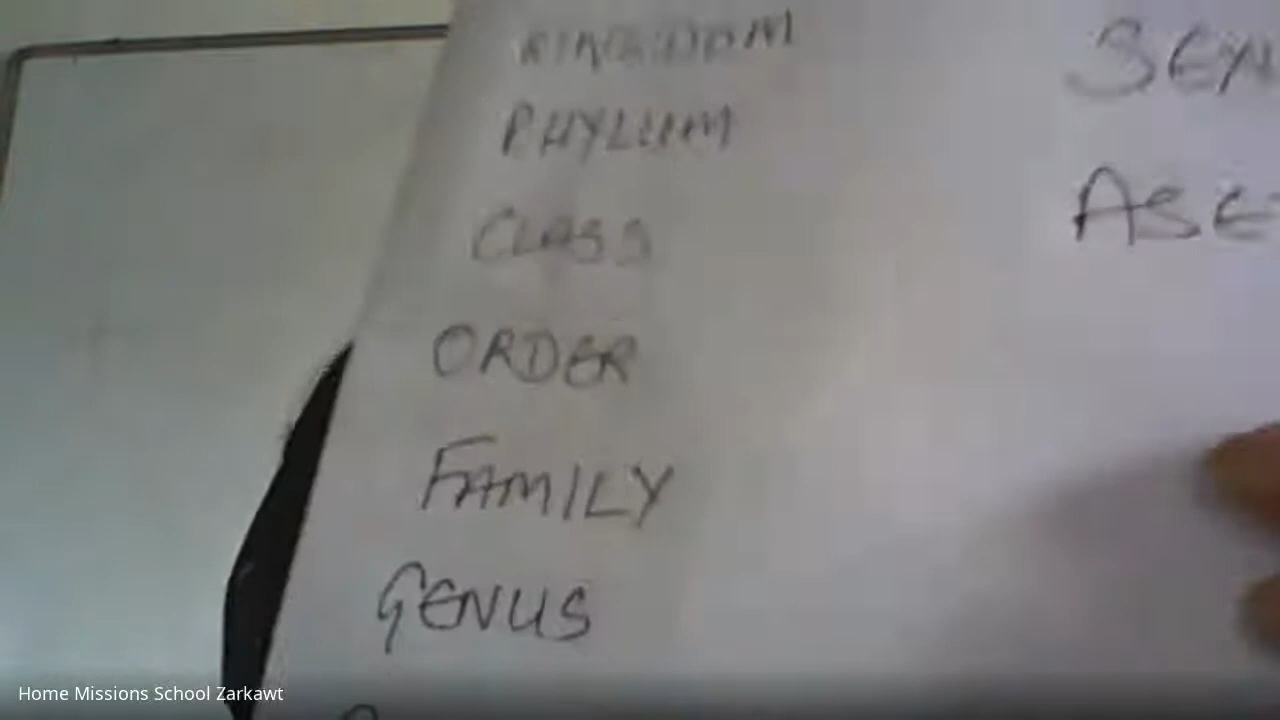 KINGDOM
PHYLUM
CLASS
ORDER
FAMILY
GENUS
Home Missions School Zarkawt